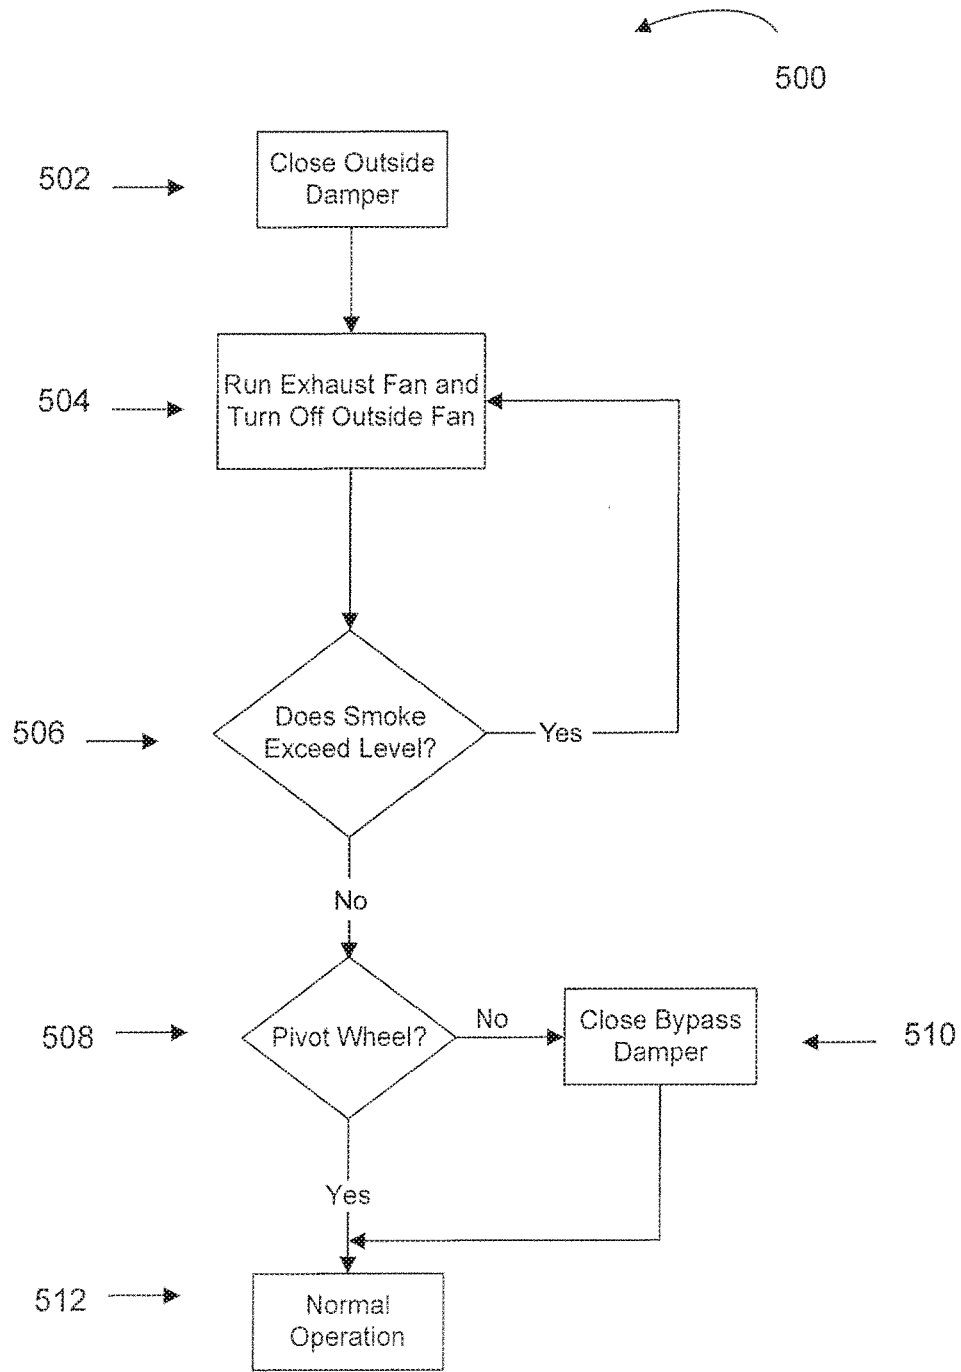 500
502
Close Outside
Damper
504
Run Exhaust Fan and
Turn Off Outside Fan
506
Does Smoke
Exceed Level?
Yes
No
508
Pivot Wheel?
No
Close Bypass
Damper
510
Yes
512
Normal
Operation